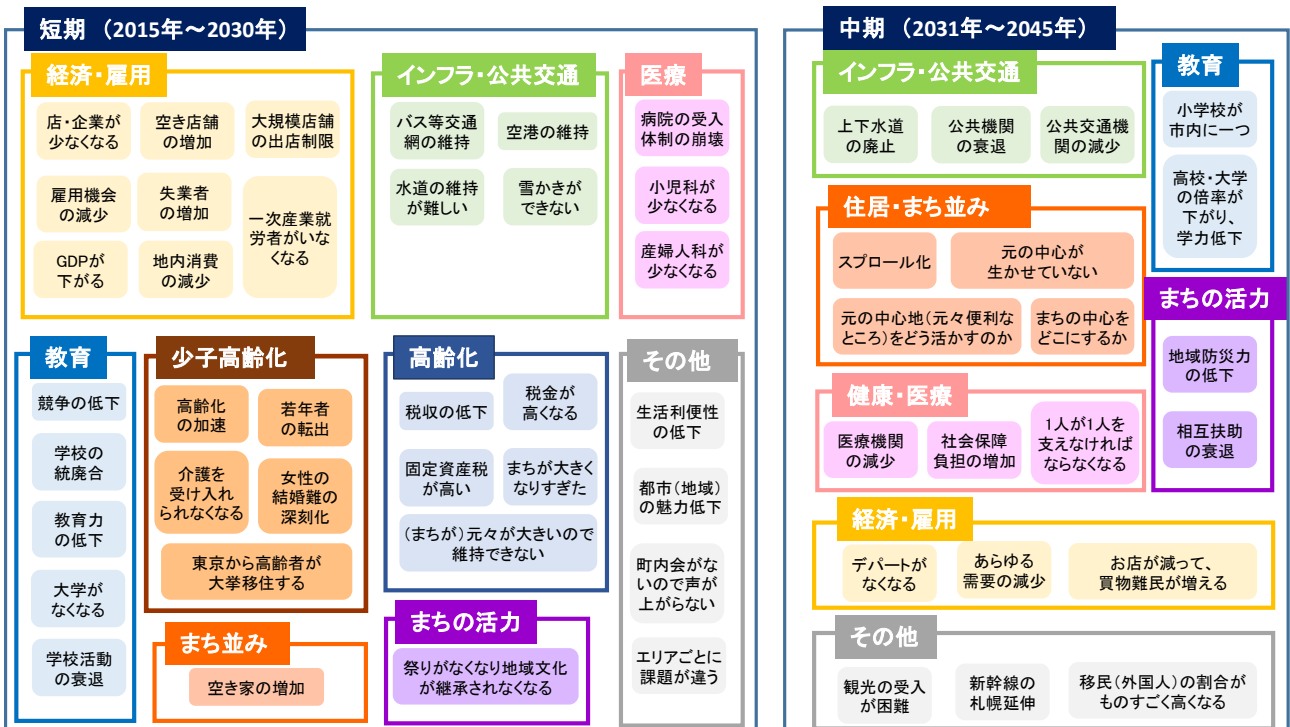 短期 （2015年～2030年）
経済・雇用
店・企業が
少なくなる
空き店舗
の増加
大規模店舗
の出店制限
雇用機会
の減少
失業者
の増加
一次産業就
労者がいな
くなる
GDPが
下がる
地内消費
の減少
インフラ・公共交通
バス等交通
網の維持
空港の維持
水道の維持
が難しい
雪かきが
できない
医療
病院の受入
体制の崩壊
小児科が
少なくなる
産婦人科が
少なくなる
教育
競争の低下
学校の
統廃合
教育力
の低下
大学が
なくなる
学校活動
の衰退
少子高齢化
高齢化
の加速
若年者
の転出
介護を
受け入れ
られなくなる
女性の
結婚難の
深刻化
東京から高齢者が
大挙移住する
まち並み
空き家の増加
高齢化
税収の低下
税金が
高くなる
固定資産税
が高い
まちが大きく
なりすぎた
（まちが）元々が大きいので
維持できない
まちの活力
祭りがなくなり地域文化
が継承されなくなる
その他
生活利便性
の低下
都市（地域）
の魅力低下
町内会がな
いので声が
上がらない
エリアごとに
課題が違う
中期 （2031年～2045年）
インフラ・公共交通
上下水道
の廃止
公共機関
の衰退
公共交通機
関の減少
教育
小学校が
市内に一つ
高校・大学
の倍率が
下がり、
学力低下
住居・まち並み
スプロール化
元の中心が
生かせていない
元の中心地（元々便利な
ところ）をどう活かすのか
まちの中心を
どこにするか
まちの活力
地域防災力
の低下
相互扶助
の衰退
健康・医療
医療機関
の減少
社会保障
負担の増加
1人が1人を
支えなければ
ならなくなる
経済・雇用
デパートが
なくなる
あらゆる
需要の減少
お店が減って、
買物難民が増える
その他
観光の受入
が困難
新幹線の
札幌延伸
移民（外国人）の割合が
ものすごく高くなる